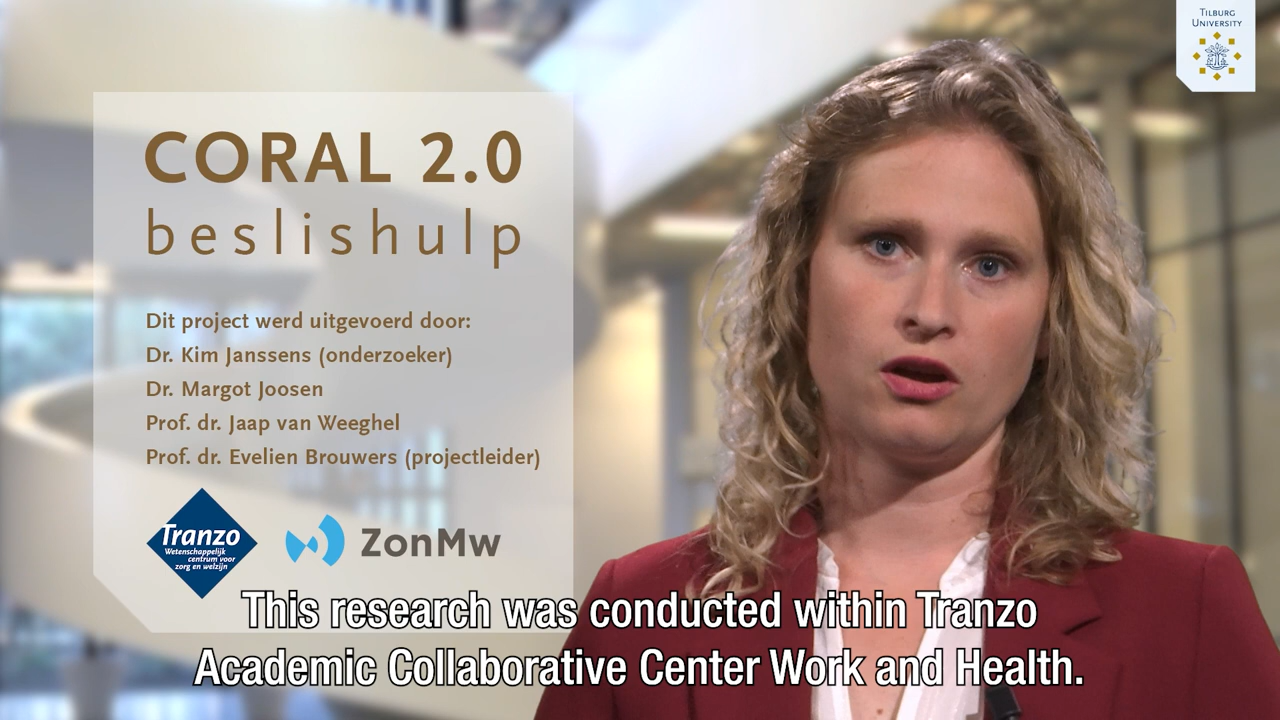 TILBURG
UNIVERSITY
CORAL 2.0
beslishulp
Dit project werd uitgevoerd door:
Dr. Kim Janssens (onderzoeker)
Dr. Margot Joosen
Prof. dr. Jaap van Weeghel
Prof. dr. Evelien Brouwers (projectleider)
Tranzo
Wetenschappelijk
centrum voor
zorg en welzijn
ZonMw
This research was conducted within Tranzo
Academic Collaborative Center Work and Health.